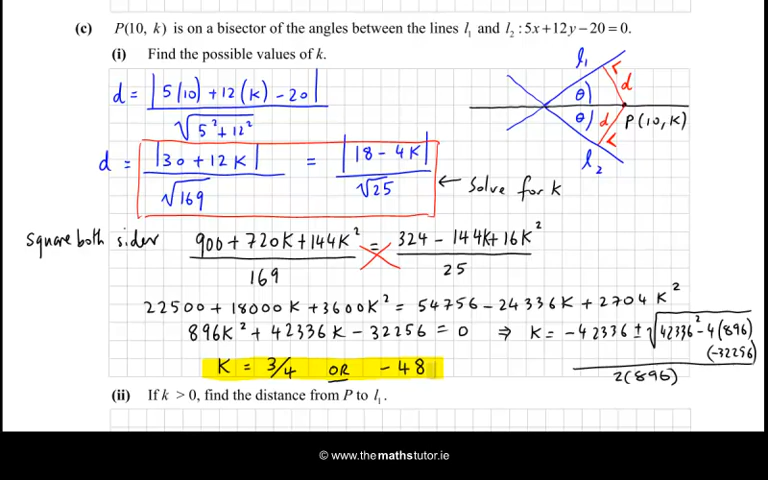 (c) P(10, k) is on a bisector of the angles between the lines l₁ and l₂ : 5x+12y−20=0.
(i) Find the possible values of k.
d = |5(10) + 12(K) - 20| / √5²+12²
d = |30 + 12K| / √169 = |18 - 4K| / √25 ← Solve for k
l₁
θ
d
θ
d
P(10, K)
l₂
Square both sides (900 + 720K + 144K²) / 169 = (324 - 144K + 16K²) / 25
22500 + 18000K + 3600K² = 54756 - 24336K + 2704K²
896K² + 42336K - 32256 = 0 ⇒ K = -42336 ± √42336² - 4(896)(-32256) / 2(896)
K = 3/4 OR -48
(ii) If k > 0, find the distance from P to l₁.
© www.themathstutor.ie